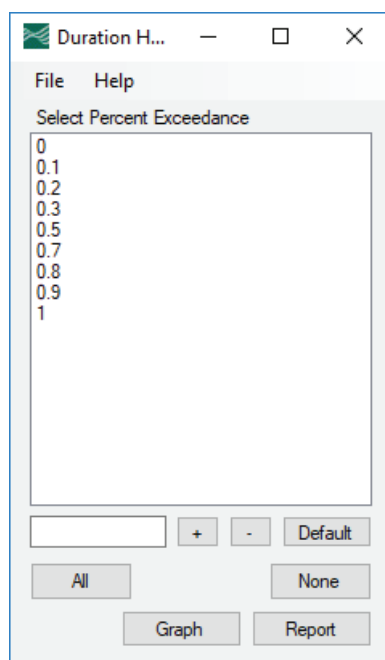 Duration H...
File Help
Select Percent Exceedance
0
0.1
0.2
0.3
0.5
0.7
0.8
0.9
1
+ - Default
All None
Graph Report